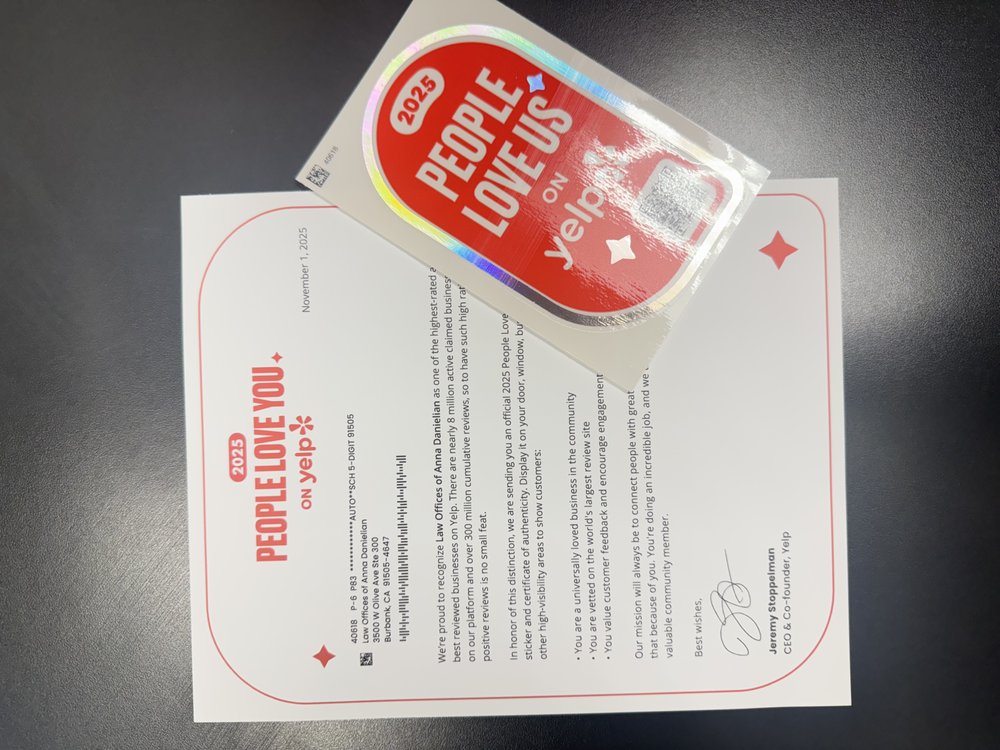 2025
PEOPLE
LOVE US
ON
yelp
40618
2025
PEOPLE LOVE YOU
ON yelp
November 1, 2025
40618 P-6 P83 ************AUTO**SCH 5-DIGIT 91505
Law Offices of Anna Danielian
3500 W Olive Ave Ste 300
Burbank, CA 91505-4647
We're proud to recognize Law Offices of Anna Danielian as one of the highest-rated a
best reviewed businesses on Yelp. There are nearly 8 million active claimed business
on our platform and over 300 million cumulative reviews, so to have such high rat
positive reviews is no small feat.
In honor of this distinction, we are sending you an official 2025 People Love
sticker and certificate of authenticity. Display it on your door, window, bu
other high-visibility areas to show customers:
• You are a universally loved business in the community
• You are vetted on the world's largest review site
• You value customer feedback and encourage engagement
Our mission will always be to connect people with great
that because of you. You're doing an incredible job, and we
valuable community member.
Best wishes,
Jeremy Stoppelman
CEO & Co-founder, Yelp